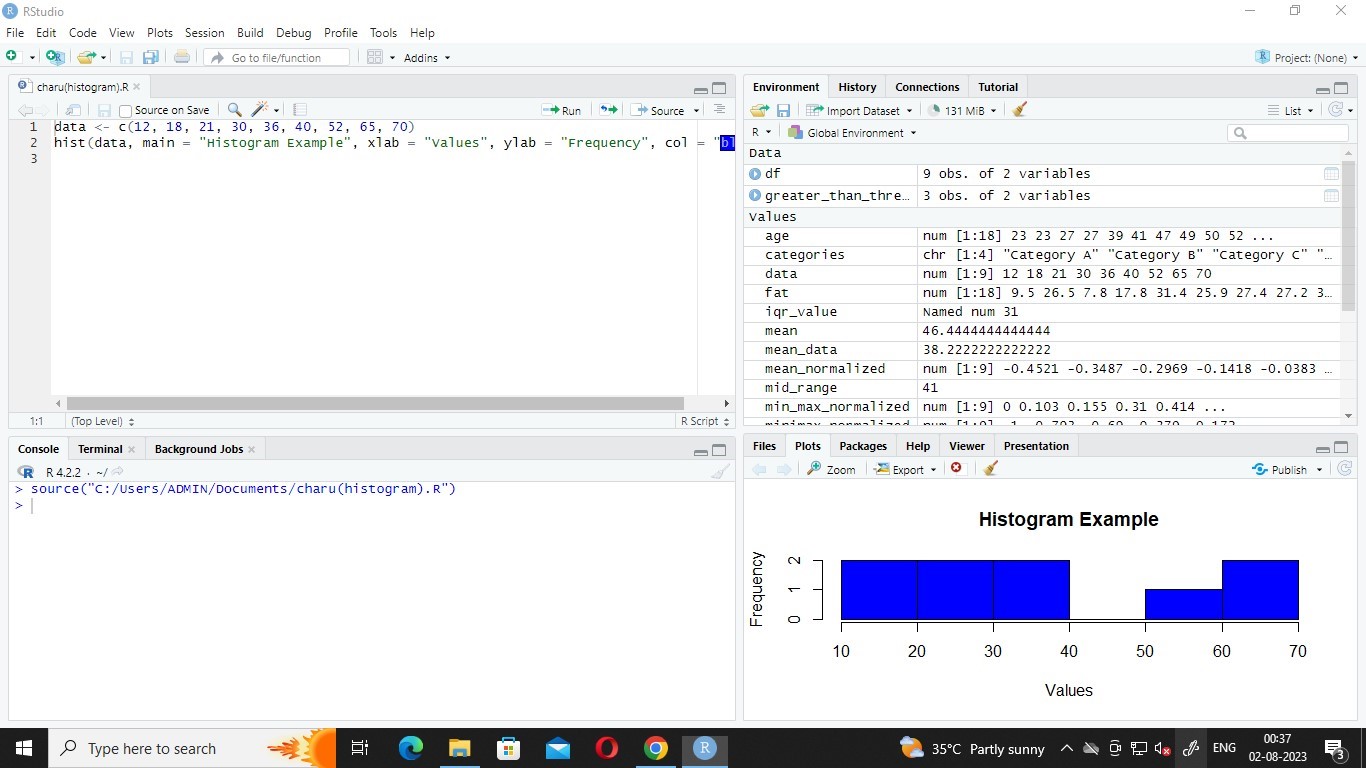 RStudio
File Edit Code View Plots Session Build Debug Profile Tools Help
Go to file/function Addins Project: (None)
charu(histogram).R
Source on Save Run Source
1 data <- c(12, 18, 21, 30, 36, 40, 52, 65, 70)
2 hist(data, main = "Histogram Example", xlab = "Values", ylab = "Frequency", col = "bl
3
1:1 (Top Level) R Script
Console Terminal Background Jobs
R 4.2.2 · ~/
> source("C:/Users/ADMIN/Documents/charu(histogram).R")
>
Environment History Connections Tutorial
Import Dataset 131 MiB List
R Global Environment
Data
df 9 obs. of 2 variables
greater_than_thre… 3 obs. of 2 variables
Values
age num [1:18] 23 23 27 27 39 41 47 49 50 52 ...
categories chr [1:4] "Category A" "Category B" "Category C" "…
data num [1:9] 12 18 21 30 36 40 52 65 70
fat num [1:18] 9.5 26.5 7.8 17.8 31.4 25.9 27.4 27.2 3…
iqr_value Named num 31
mean 46.4444444444444
mean_data 38.2222222222222
mean_normalized num [1:9] -0.4521 -0.3487 -0.2969 -0.1418 -0.0383 …
mid_range 41
min_max_normalized num [1:9] 0 0.103 0.155 0.31 0.414 ...
Files Plots Packages Help Viewer Presentation
Zoom Export Publish
Histogram Example
Frequency
2
1
0
10 20 30 40 50 60 70
Values
Type here to search
35°C Partly sunny ENG
00:37
02-08-2023
3